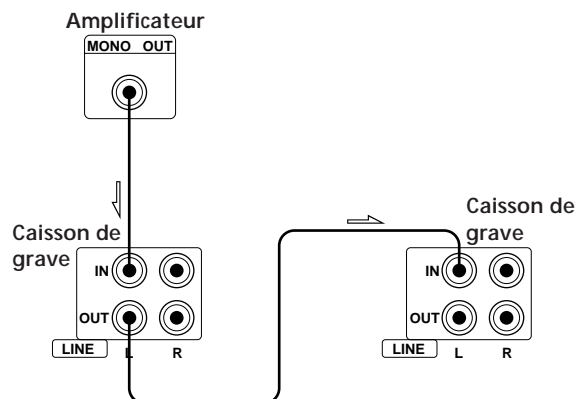 Amplificateur
MONO OUT
Caisson de
grave
IN
OUT
LINE
L
R
Caisson de
grave
IN
OUT
LINE
L
R